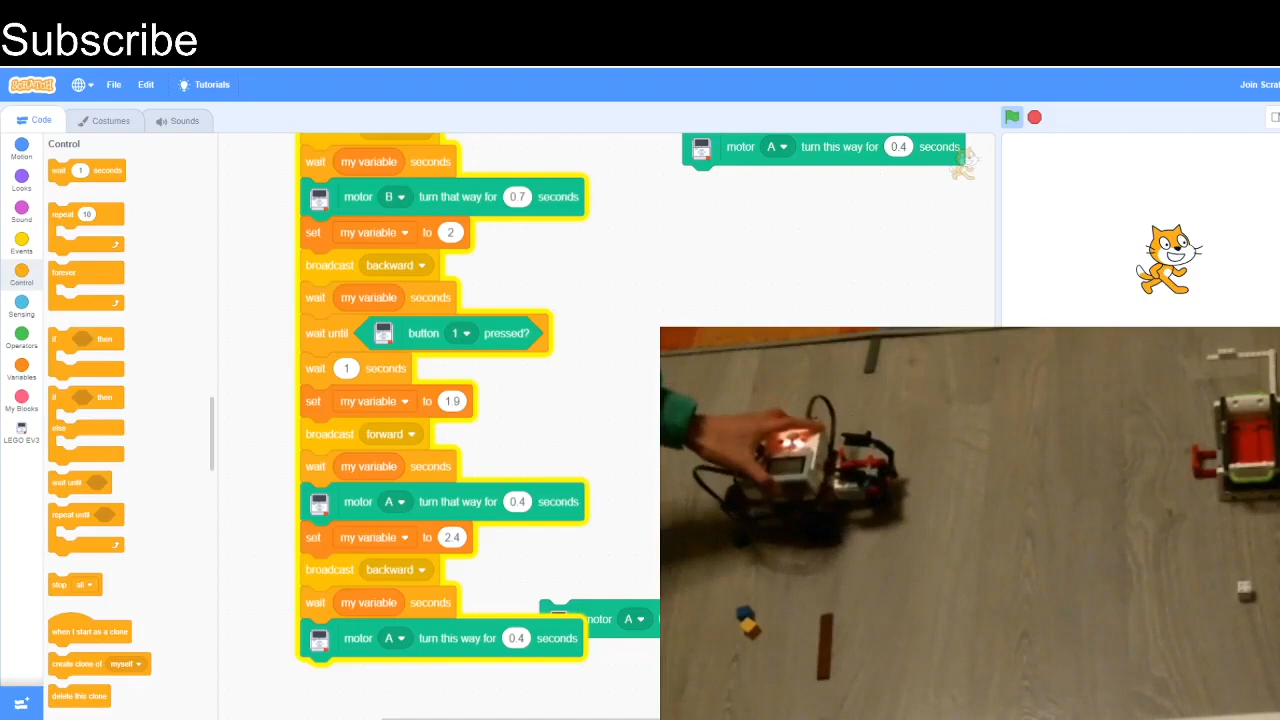 Subscribe
SCRATCH
File
Edit
Tutorials
Join Scrat
Code
Costumes
Sounds
Motion
Looks
Sound
Events
Control
Sensing
Operators
Variables
My Blocks
LEGO EV3
Control
wait 1 seconds
repeat 10
forever
if then
if then
else
wait until
repeat until
stop all
when I start as a clone
create clone of myself
delete this clone
wait my variable seconds
motor B turn that way for 0.7 seconds
set my variable to 2
broadcast backward
wait my variable seconds
wait until button 1 pressed?
wait 1 seconds
set my variable to 1.9
broadcast forward
wait my variable seconds
motor A turn that way for 0.4 seconds
set my variable to 2.4
broadcast backward
wait my variable seconds
motor A turn this way for 0.4 seconds
motor A
motor A turn this way for 0.4 seconds